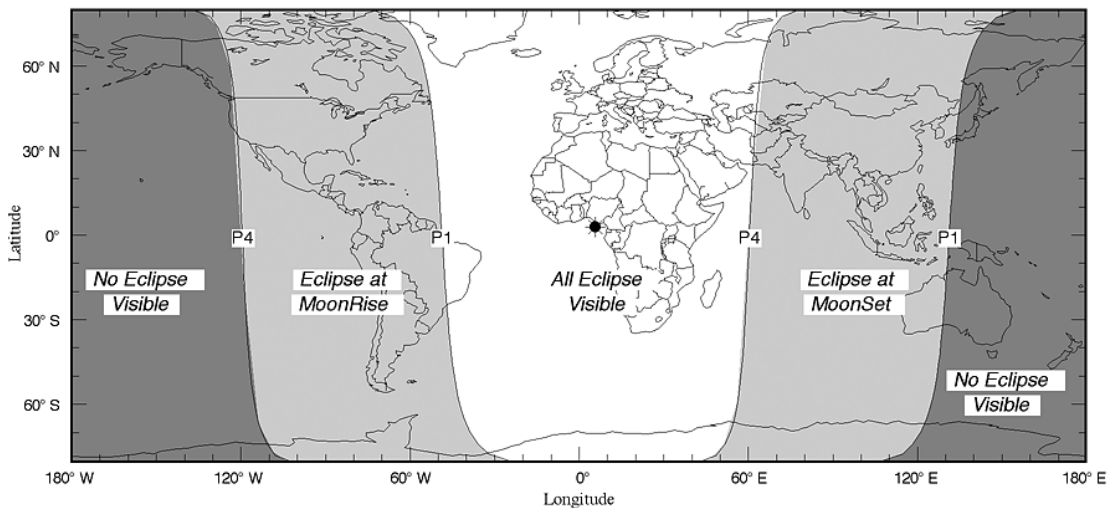 60° N
30° N
0°
30° S
60° S
Latitude
P4
P1
P4
P1
No Eclipse
Visible
Eclipse at
MoonRise
All Eclipse
Visible
Eclipse at
MoonSet
No Eclipse
Visible
180° W
120° W
60° W
0°
60° E
120° E
180° E
Longitude